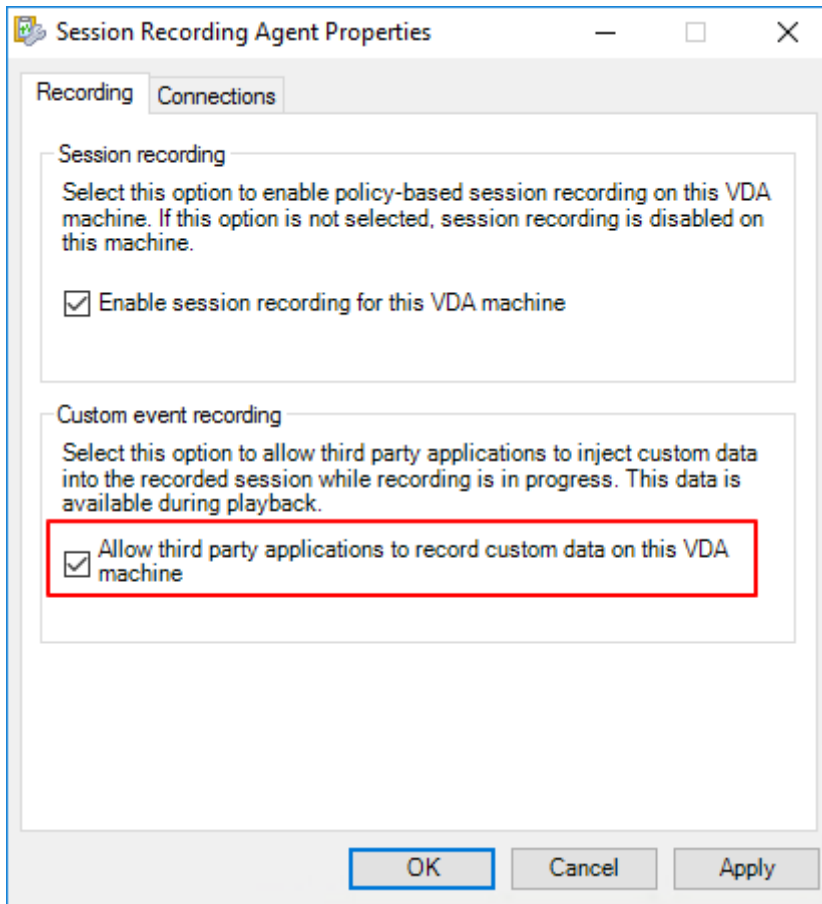 Session Recording Agent Properties
Recording
Connections
Session recording
Select this option to enable policy-based session recording on this VDA
machine. If this option is not selected, session recording is disabled on
this machine.
Enable session recording for this VDA machine
Custom event recording
Select this option to allow third party applications to inject custom data
into the recorded session while recording is in progress. This data is
available during playback.
Allow third party applications to record custom data on this VDA
machine
OK
Cancel
Apply